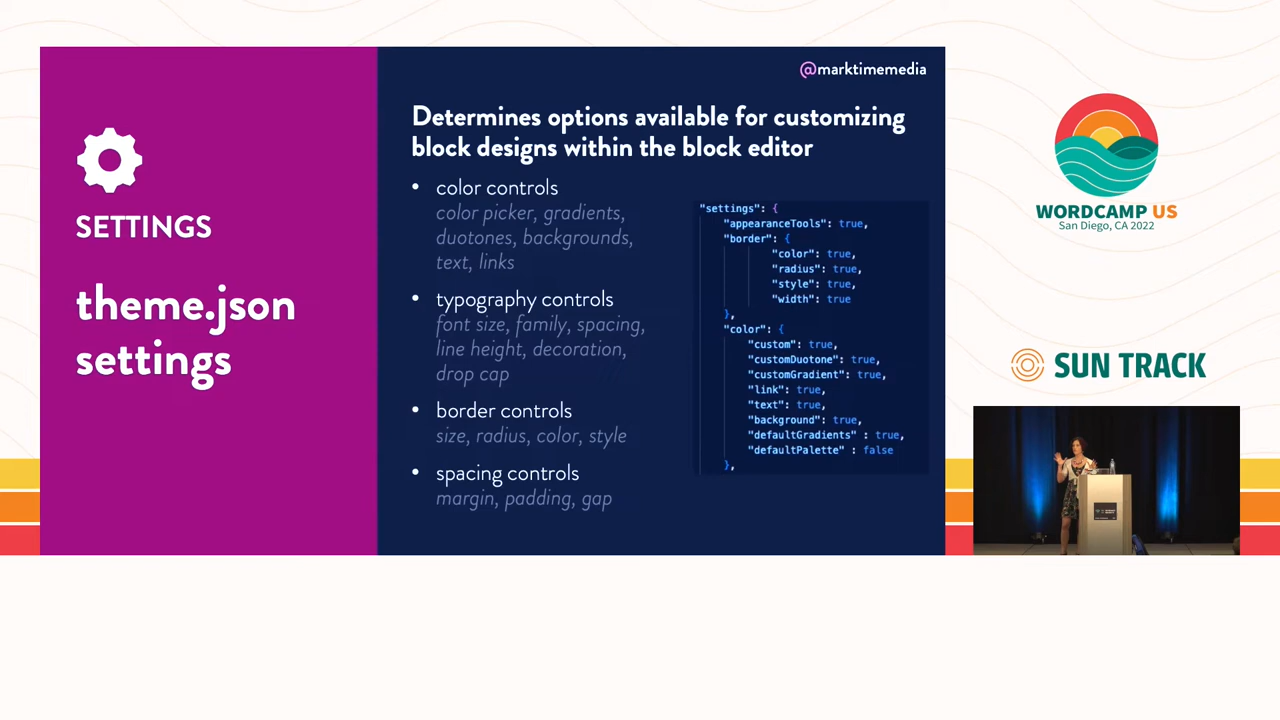 @marktimemedia
SETTINGS
theme.json
settings
Determines options available for customizing
block designs within the block editor
• color controls
color picker, gradients,
duotones, backgrounds,
text, links
• typography controls
font size, family, spacing,
line height, decoration,
drop cap
• border controls
size, radius, color, style
• spacing controls
margin, padding, gap
"settings": {
"appearanceTools": true,
"border": {
"color": true,
"radius": true,
"style": true,
"width": true
},
"color": {
"custom": true,
"customDuotone": true,
"customGradient": true,
"link": true,
"text": true,
"background": true,
"defaultGradients" : true,
"defaultPalette" : false
},
WORDCAMP US
San Diego, CA 2022
SUN TRACK